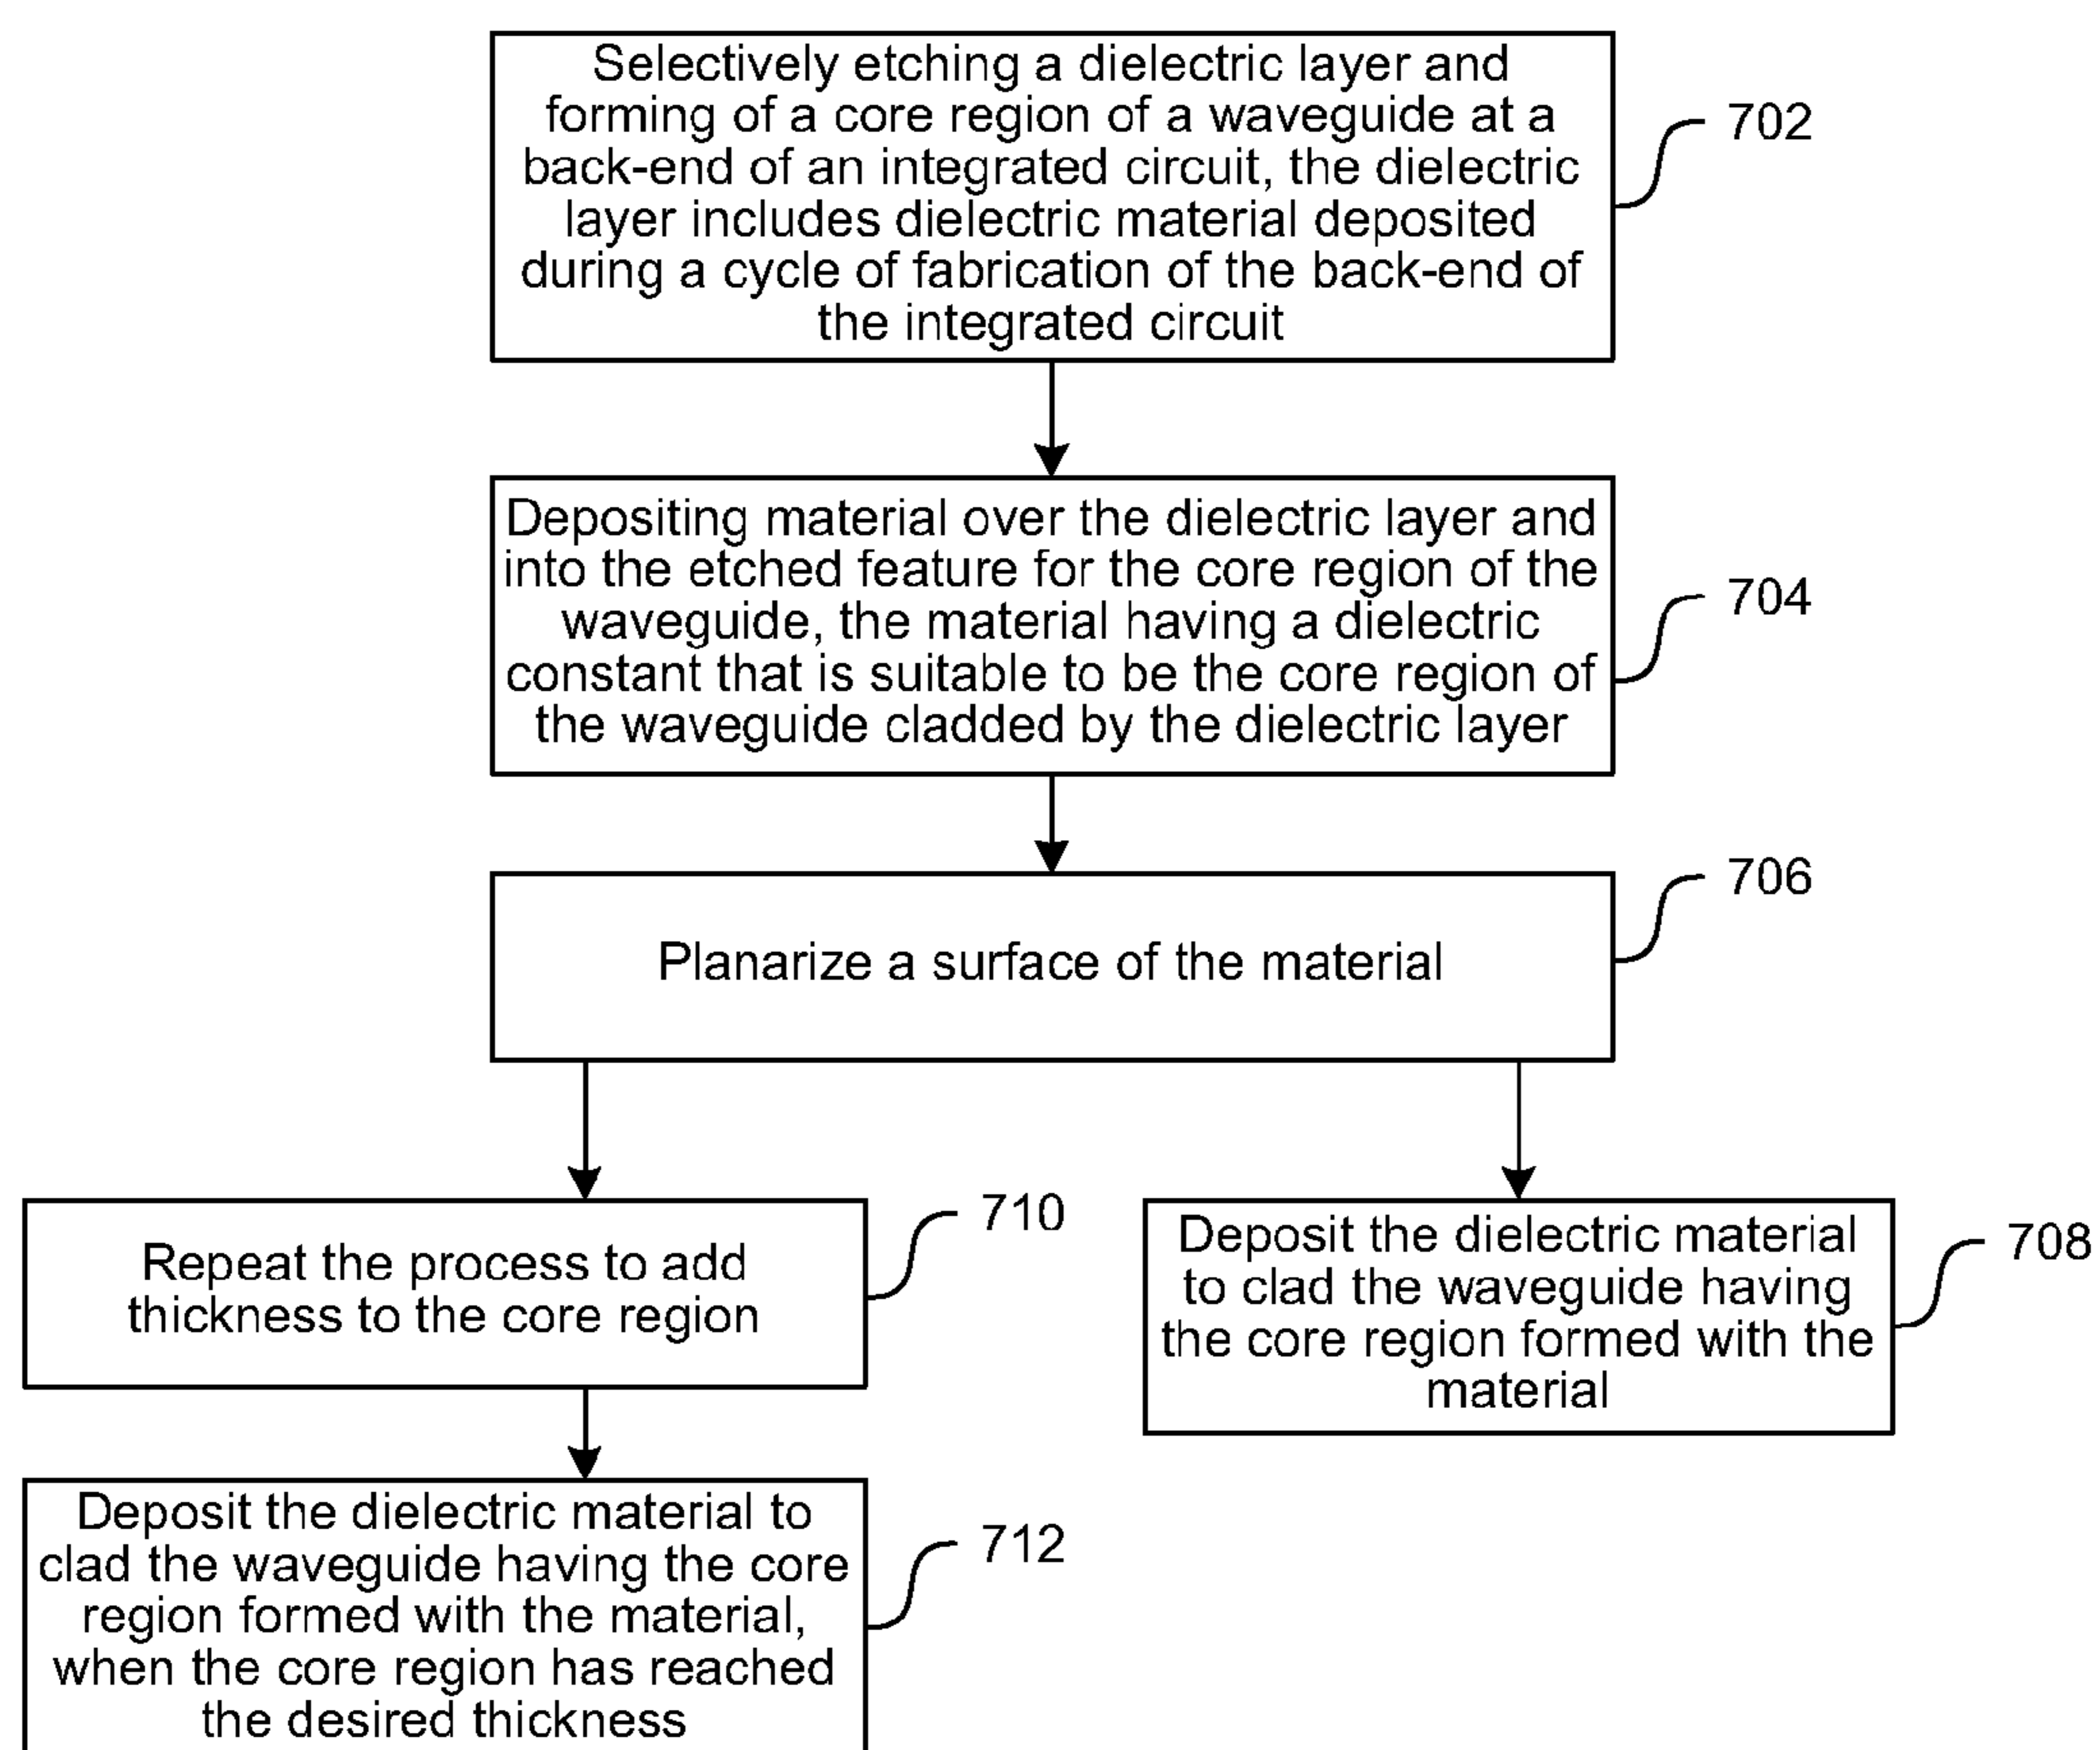 Selectively etching a dielectric layer and
forming of a core region of a waveguide at a
back-end of an integrated circuit, the dielectric
layer includes dielectric material deposited
during a cycle of fabrication of the back-end of
the integrated circuit
702
Depositing material over the dielectric layer and
into the etched feature for the core region of the
waveguide, the material having a dielectric
constant that is suitable to be the core region of
the waveguide cladded by the dielectric layer
704
Planarize a surface of the material
706
Repeat the process to add
thickness to the core region
710
Deposit the dielectric material
to clad the waveguide having
the core region formed with the
material
708
Deposit the dielectric material to
clad the waveguide having the core
region formed with the material,
when the core region has reached
the desired thickness
712